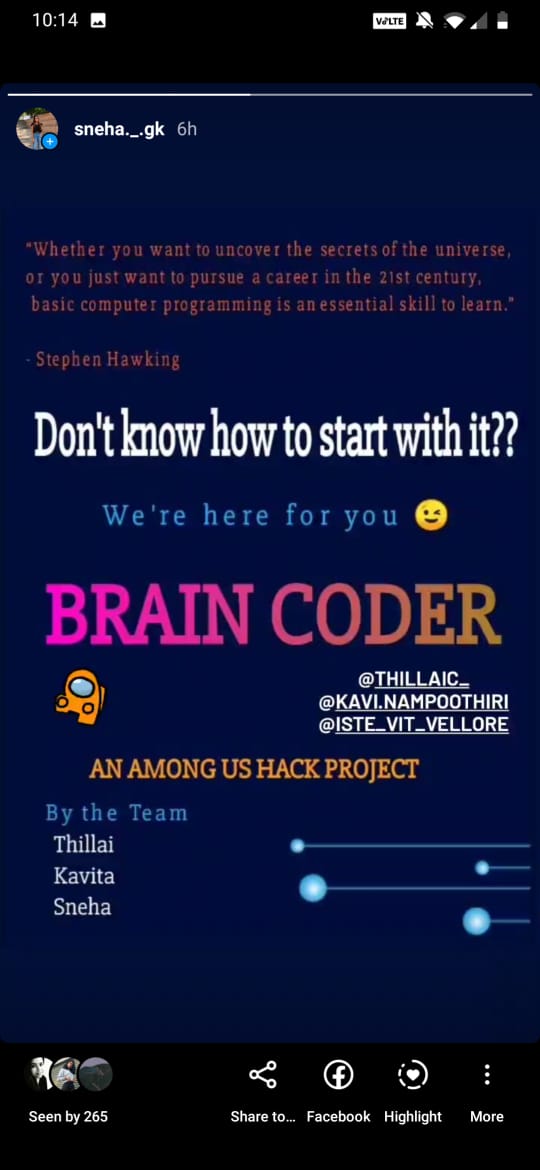 10:14
VoLTE
sneha._.gk 6h
"Whether you want to uncover the secrets of the universe,
or you just want to pursue a career in the 21st century,
basic computer programming is an essential skill to learn."
- Stephen Hawking
Don't know how to start with it??
We're here for you 😉
BRAIN CODER
@THILLAIC_
@KAVI.NAMPOOTHIRI
@ISTE_VIT_VELLORE
AN AMONG US HACK PROJECT
By the Team
Thillai
Kavita
Sneha
Seen by 265
Share to...
Facebook
Highlight
More